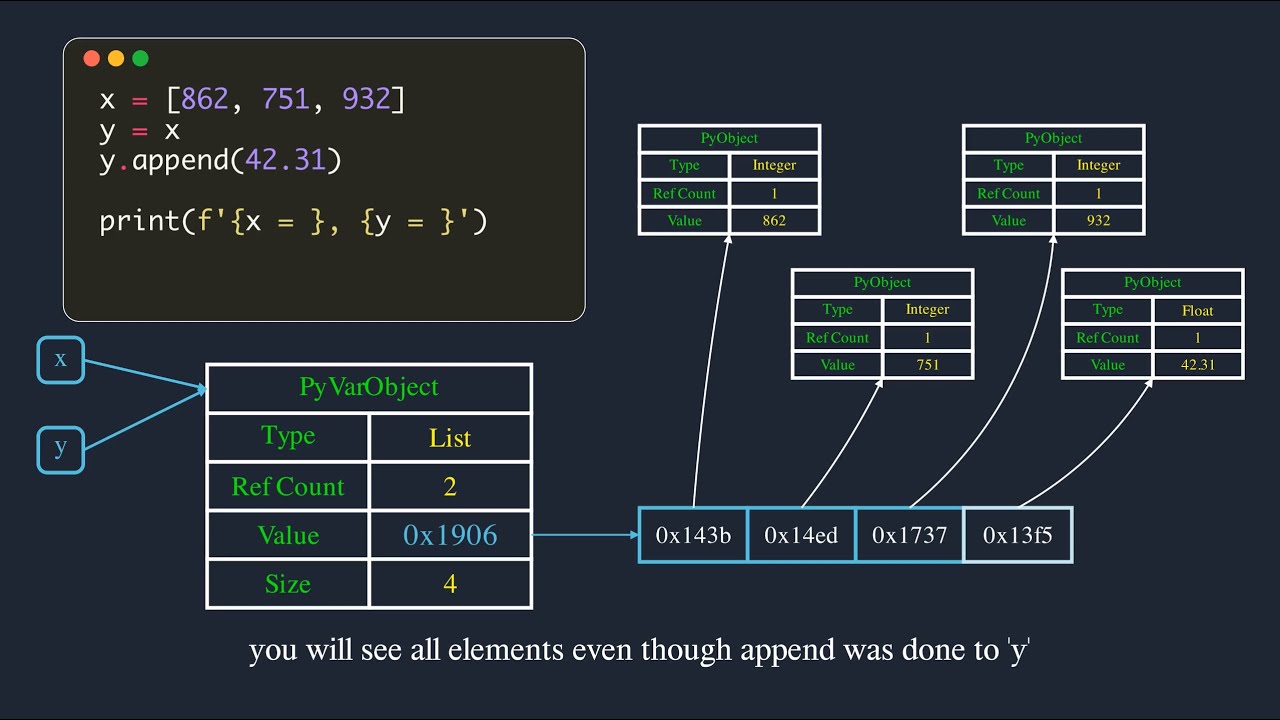 x = [862, 751, 932]
y = x
y.append(42.31)
print(f'{x = }, {y = }')
x
y
PyVarObject
Type List
Ref Count 2
Value 0x1906
Size 4
PyObject
Type Integer
Ref Count 1
Value 862
PyObject
Type Integer
Ref Count 1
Value 932
PyObject
Type Integer
Ref Count 1
Value 751
PyObject
Type Float
Ref Count 1
Value 42.31
0x143b 0x14ed 0x1737 0x13f5
you will see all elements even though append was done to 'y'